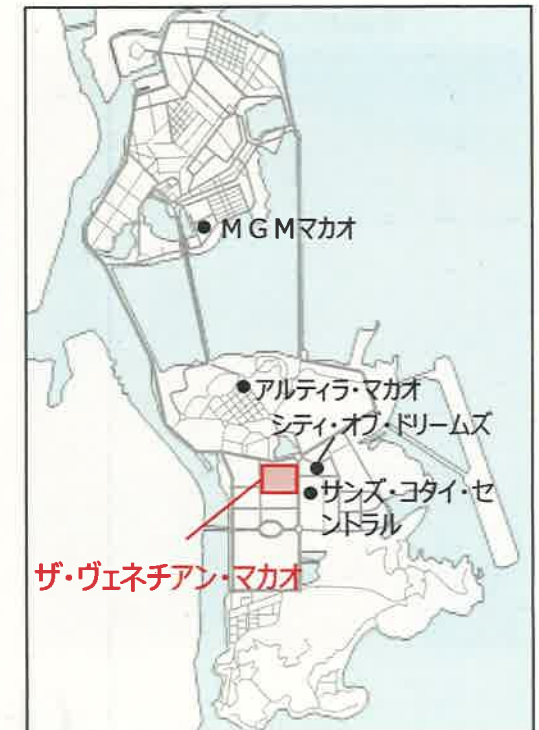 ＭＧＭマカオ
アルティラ・マカオ
シティ・オブ・ドリームズ
サンズ・コタイ・セ
ントラル
ザ・ヴェネチアン・マカオ